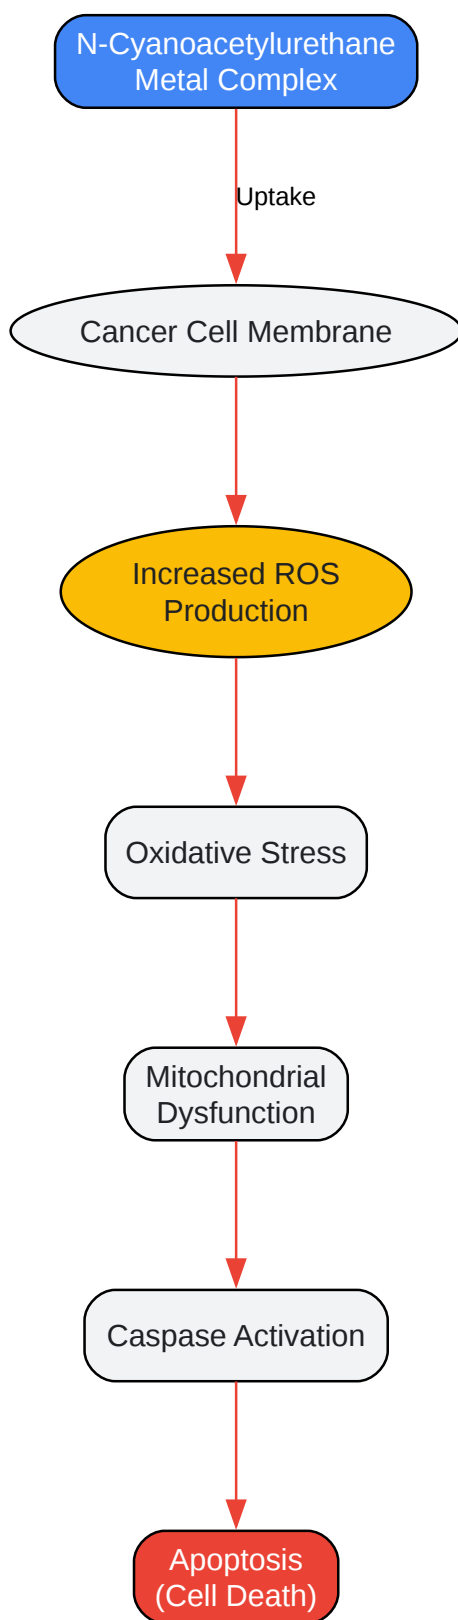 N-Cyanoacetylurethane
Metal Complex
Uptake
Cancer Cell Membrane
Increased ROS
Production
Oxidative Stress
Mitochondrial
Dysfunction
Caspase Activation
Apoptosis
(Cell Death)